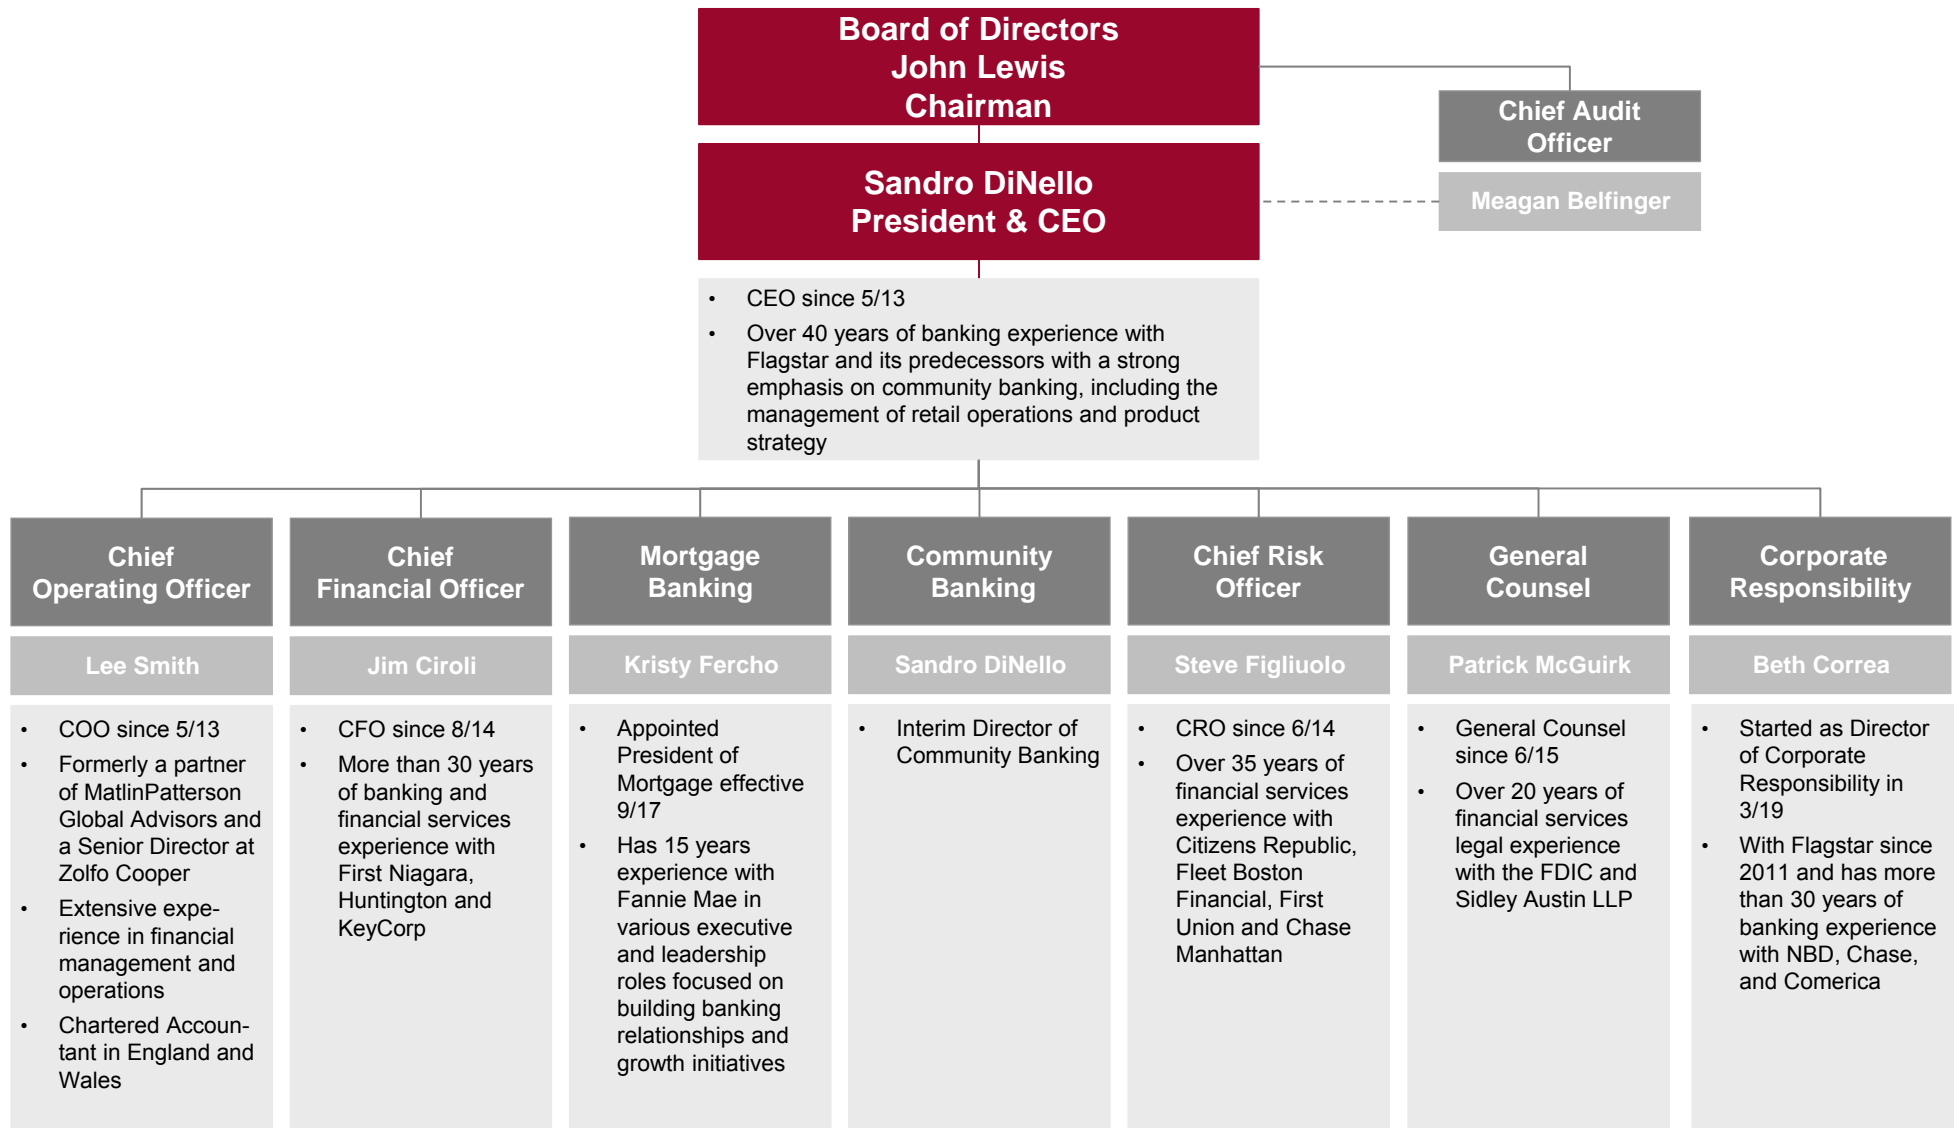 Board of Directors
John Lewis
Chairman
Chief Audit
Officer
Meagan Belfinger
Sandro DiNello
President & CEO
• CEO since 5/13
• Over 40 years of banking experience with
Flagstar and its predecessors with a strong
emphasis on community banking, including the
management of retail operations and product
strategy
Chief
Operating Officer
Lee Smith
• COO since 5/13
• Formerly a partner
of MatlinPatterson
Global Advisors and
a Senior Director at
Zolfo Cooper
• Extensive expe-
rience in financial
management and
operations
• Chartered Accoun-
tant in England and
Wales
Chief
Financial Officer
Jim Ciroli
• CFO since 8/14
• More than 30 years
of banking and
financial services
experience with
First Niagara,
Huntington and
KeyCorp
Mortgage
Banking
Kristy Fercho
• Appointed
President of
Mortgage effective
9/17
• Has 15 years
experience with
Fannie Mae in
various executive
and leadership
roles focused on
building banking
relationships and
growth initiatives
Community
Banking
Sandro DiNello
• Interim Director of
Community Banking
Chief Risk
Officer
Steve Figliuolo
• CRO since 6/14
• Over 35 years of
financial services
experience with
Citizens Republic,
Fleet Boston
Financial, First
Union and Chase
Manhattan
General
Counsel
Patrick McGuirk
• General Counsel
since 6/15
• Over 20 years of
financial services
legal experience
with the FDIC and
Sidley Austin LLP
Corporate
Responsibility
Beth Correa
• Started as Director
of Corporate
Responsibility in
3/19
• With Flagstar since
2011 and has more
than 30 years of
banking experience
with NBD, Chase,
and Comerica